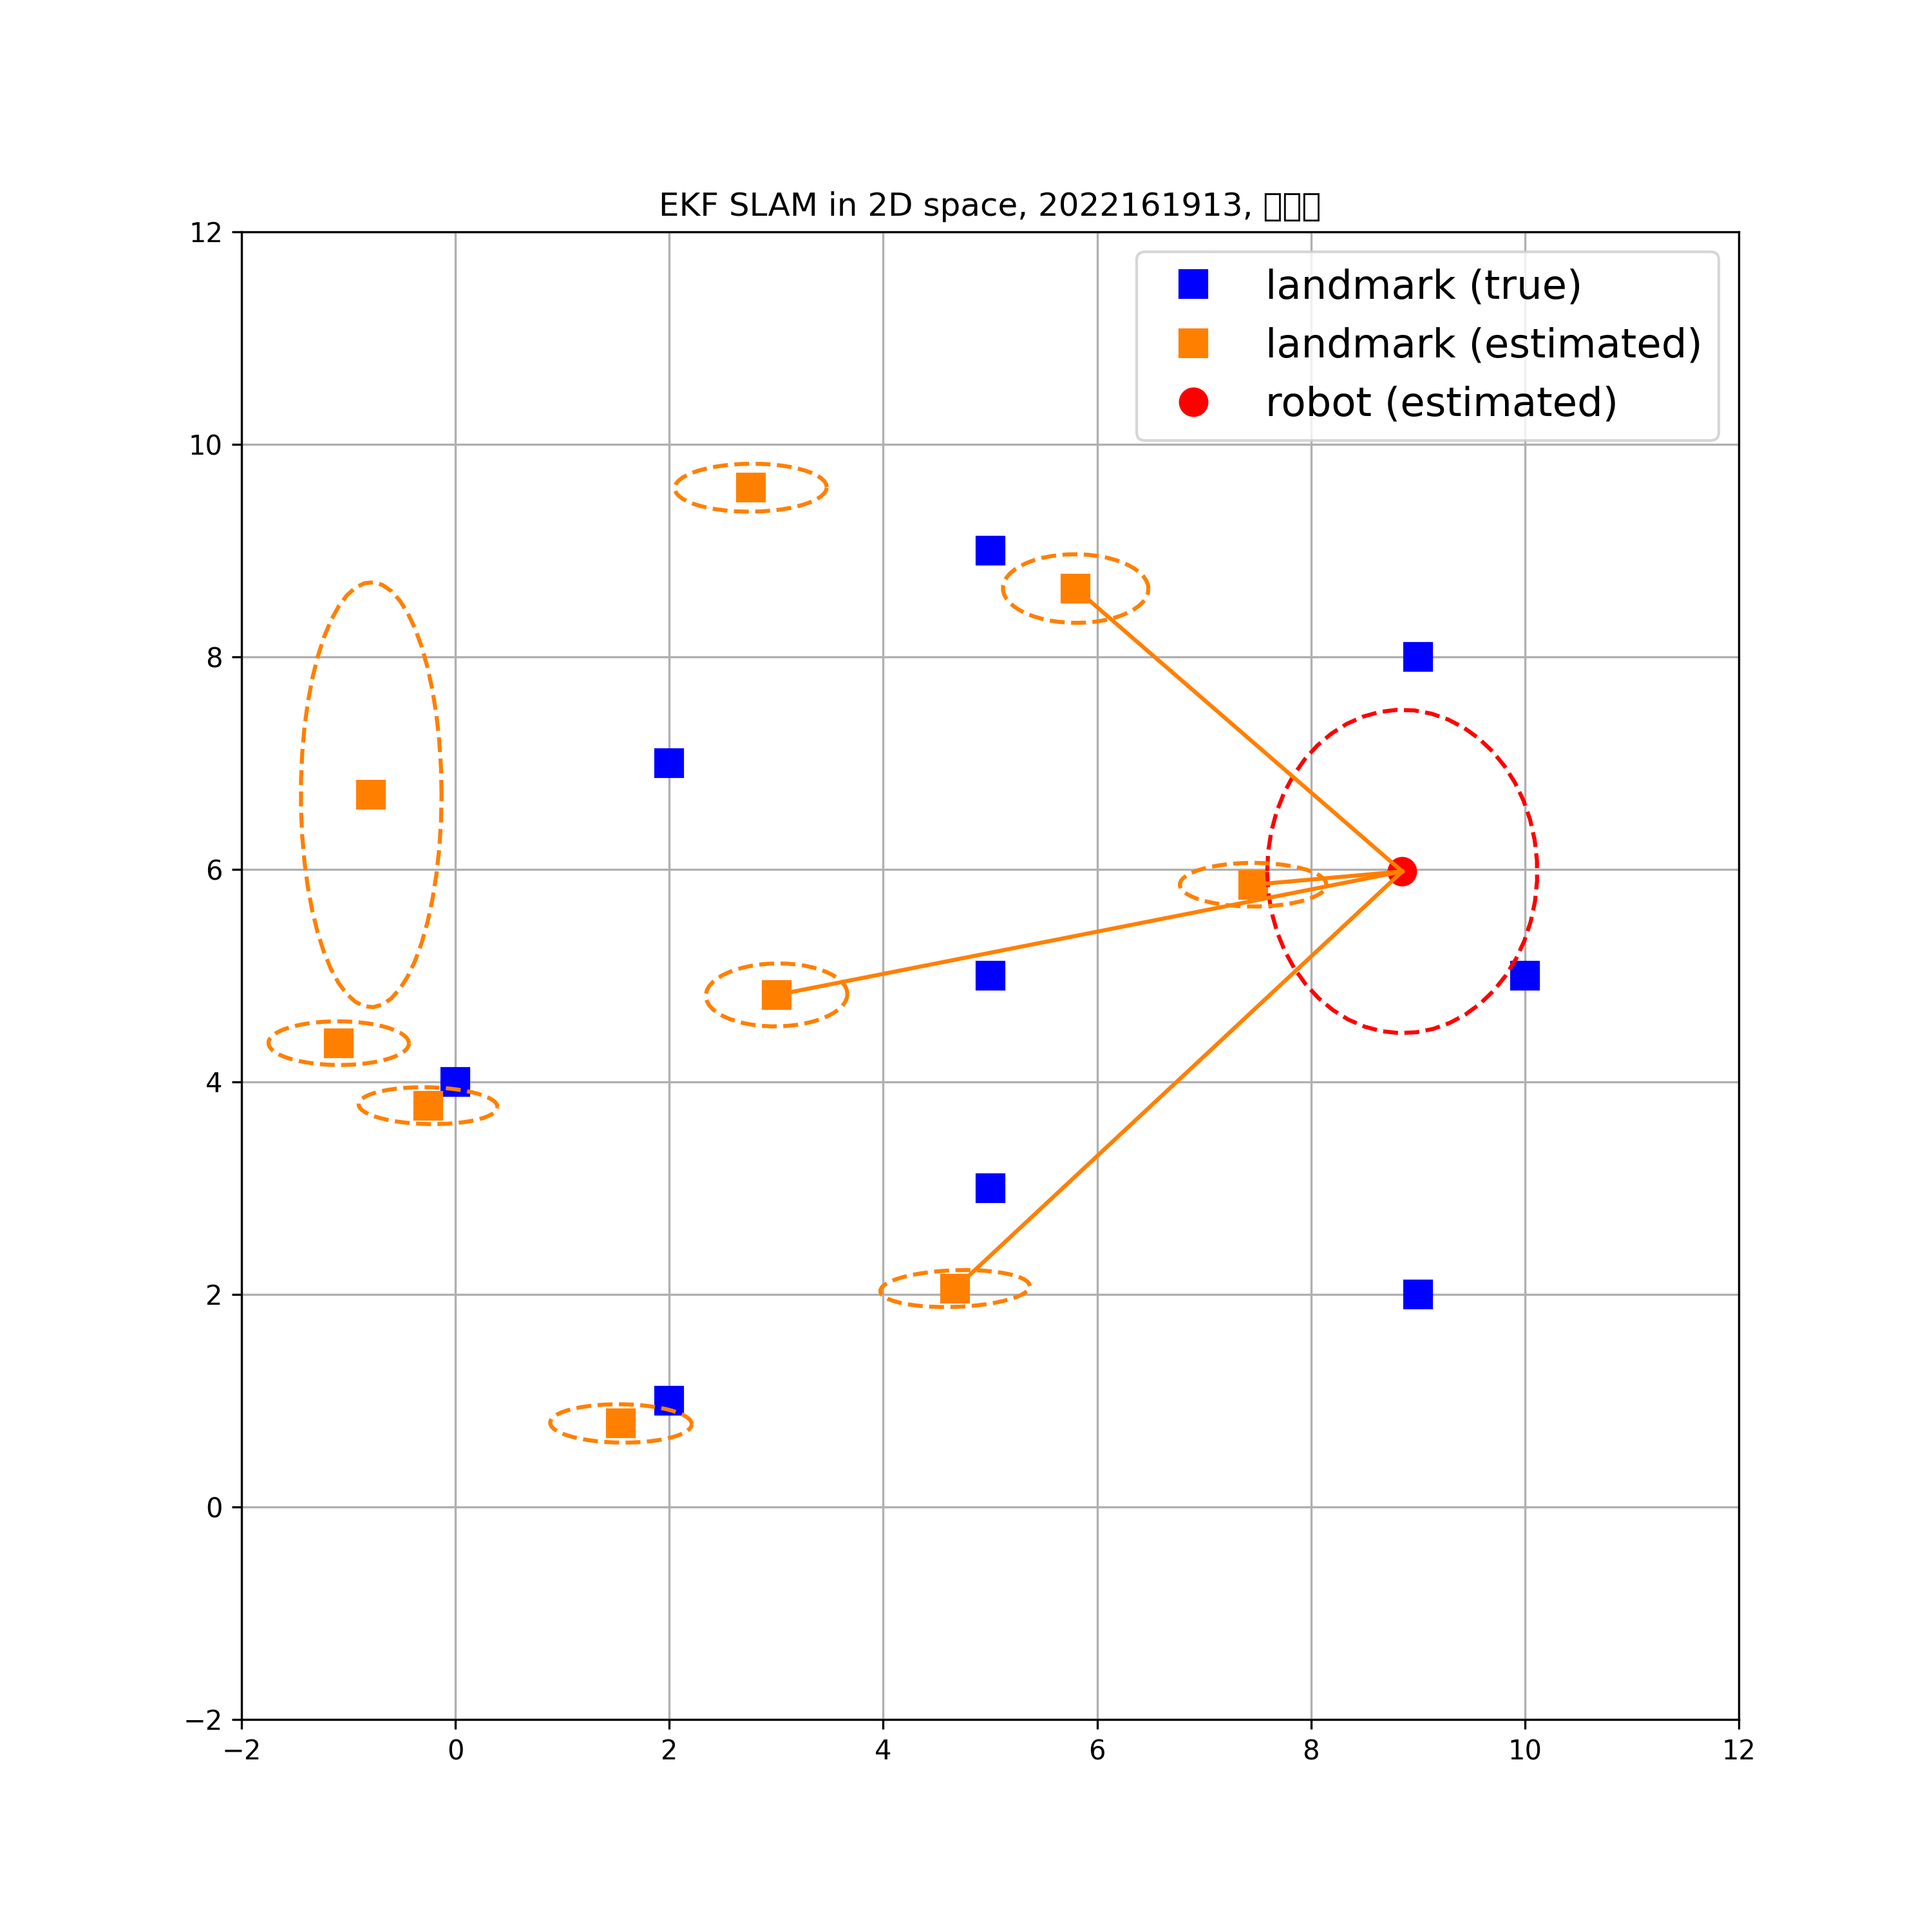 EKF SLAM in 2D space, 2022161913,
12
landmark (true)
landmark (estimated)
robot (estimated)
10
8
6
4
2
0
−2
−2 0 2 4 6 8 10 12